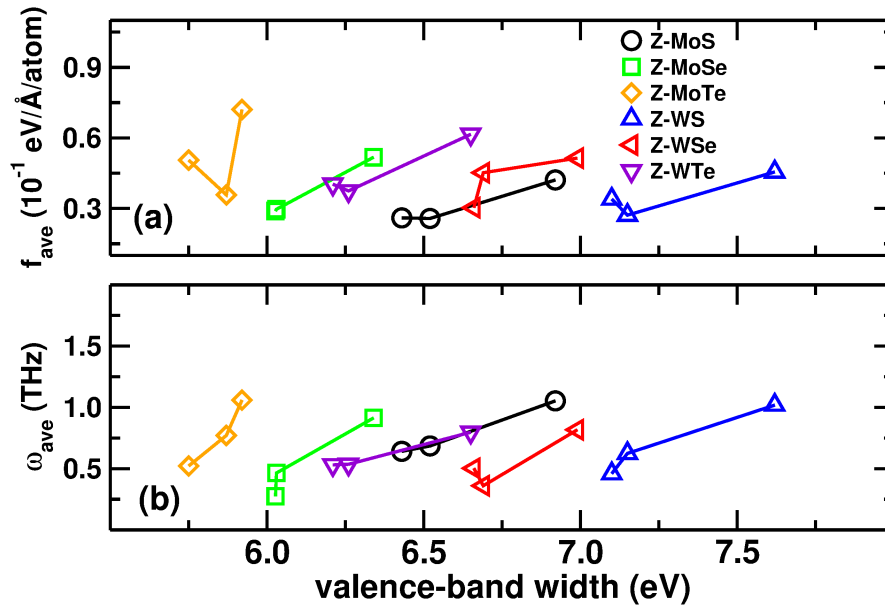 0.9
0.6
0.3
f_ave (10^-1 eV/Å/atom)
(a)
Z-MoS
Z-MoSe
Z-MoTe
Z-WS
Z-WSe
Z-WTe
1.5
1.0
0.5
ω_ave (THz)
(b)
6.0 6.5 7.0 7.5
valence-band width (eV)